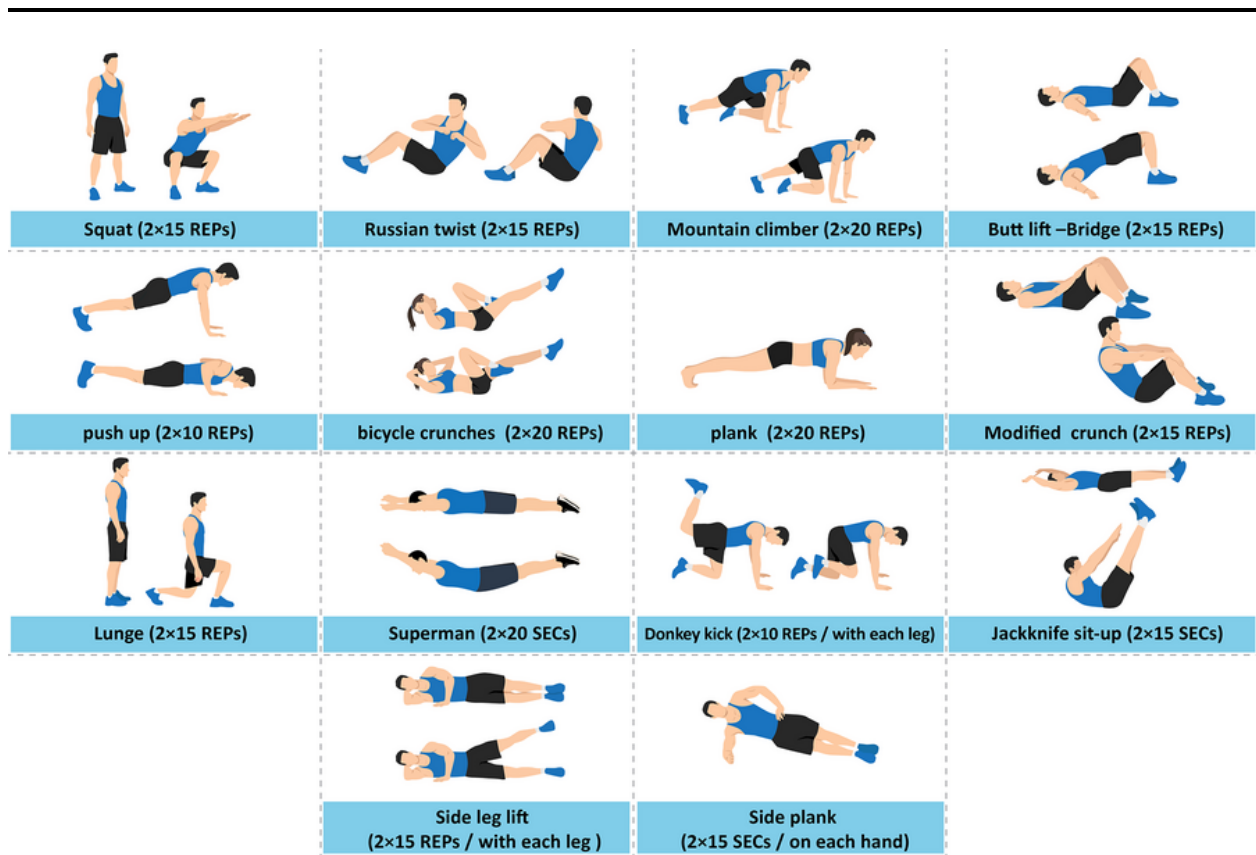 Squat (2×15 REPs)
Russian twist (2×15 REPs)
Mountain climber (2×20 REPs)
Butt lift –Bridge (2×15 REPs)
push up (2×10 REPs)
bicycle crunches (2×20 REPs)
plank (2×20 REPs)
Modified crunch (2×15 REPs)
Lunge (2×15 REPs)
Superman (2×20 SECs)
Donkey kick (2×10 REPs / with each leg)
Jackknife sit-up (2×15 SECs)
Side leg lift
(2×15 REPs / with each leg )
Side plank
(2×15 SECs / on each hand)